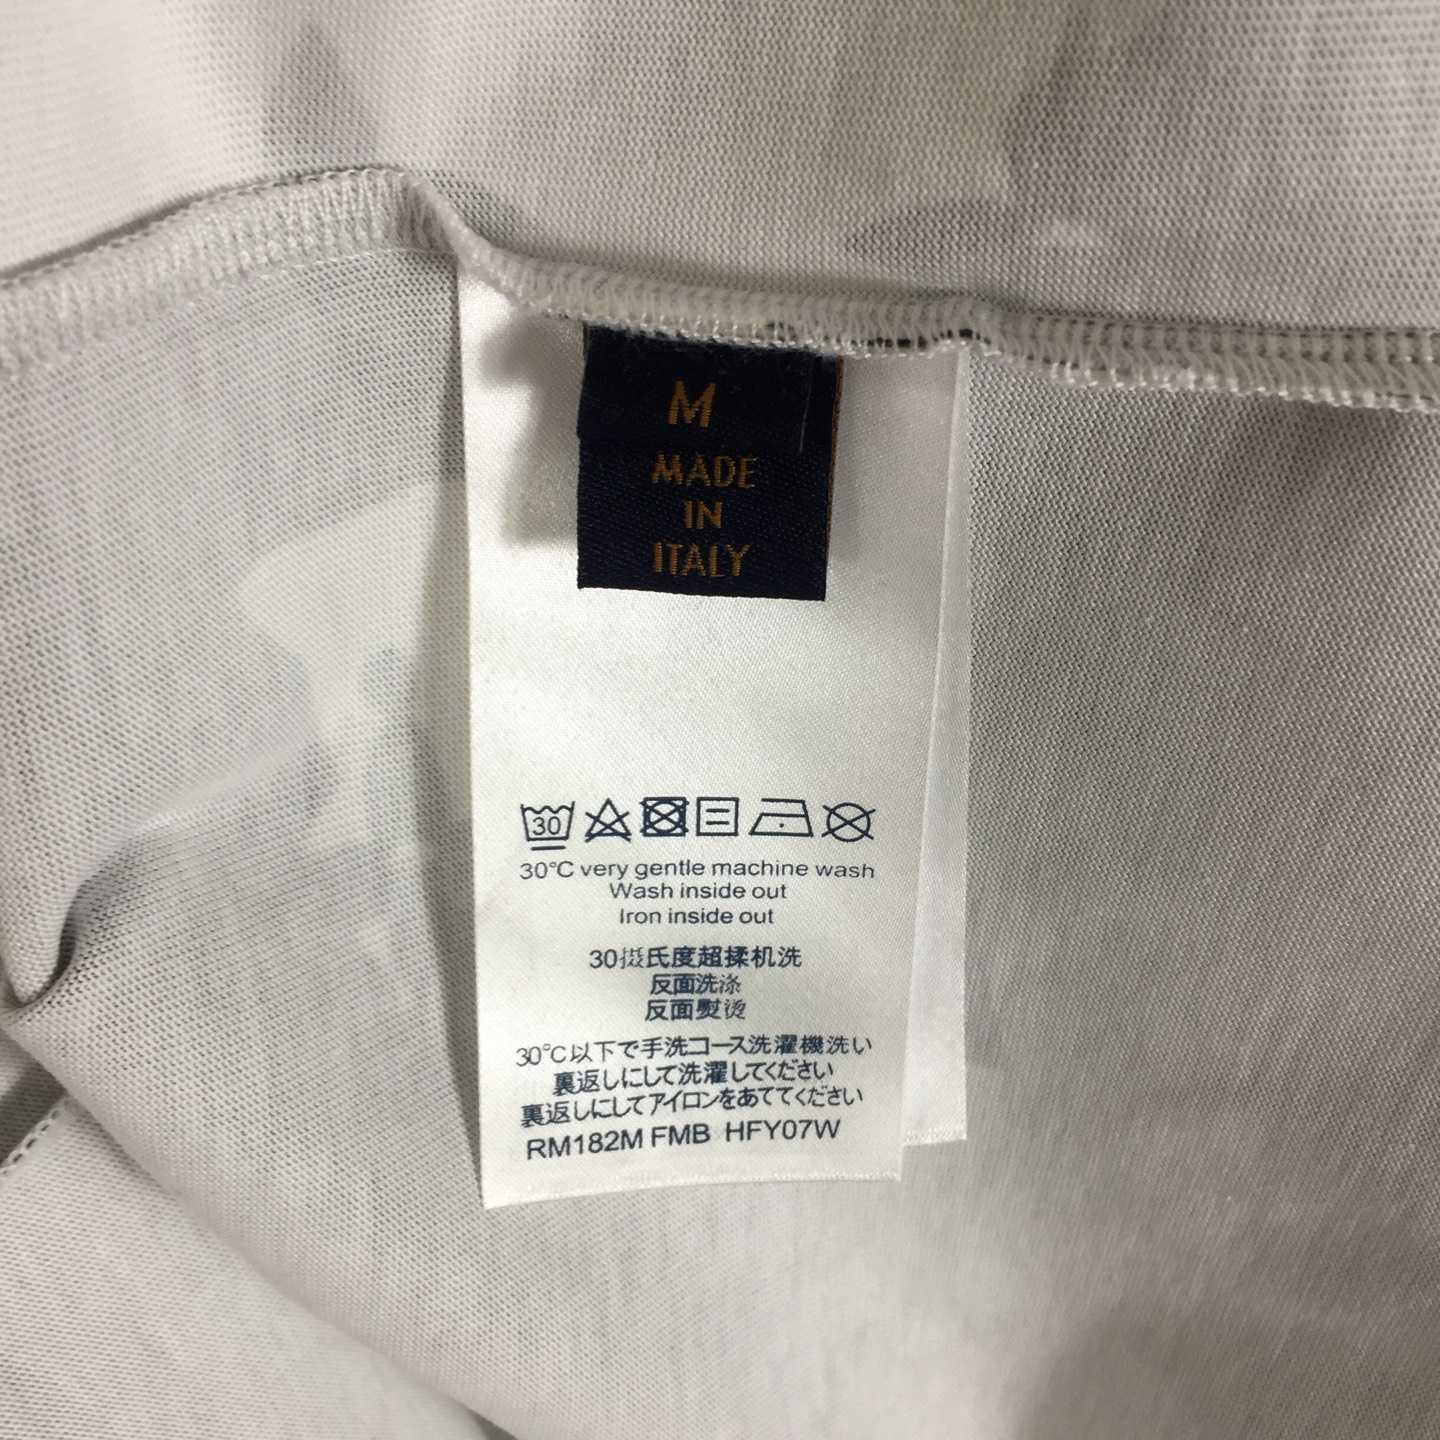 M
MADE
IN
ITALY
30
30°C very gentle machine wash
Wash inside out
Iron inside out
30摄氏度超揉机洗
反面洗涤
反面熨烫
30℃以下で手洗コース洗濯機洗い
裏返しにして洗濯してください
裏返しにしてアイロンをあててください
RM182M FMB HFY07W